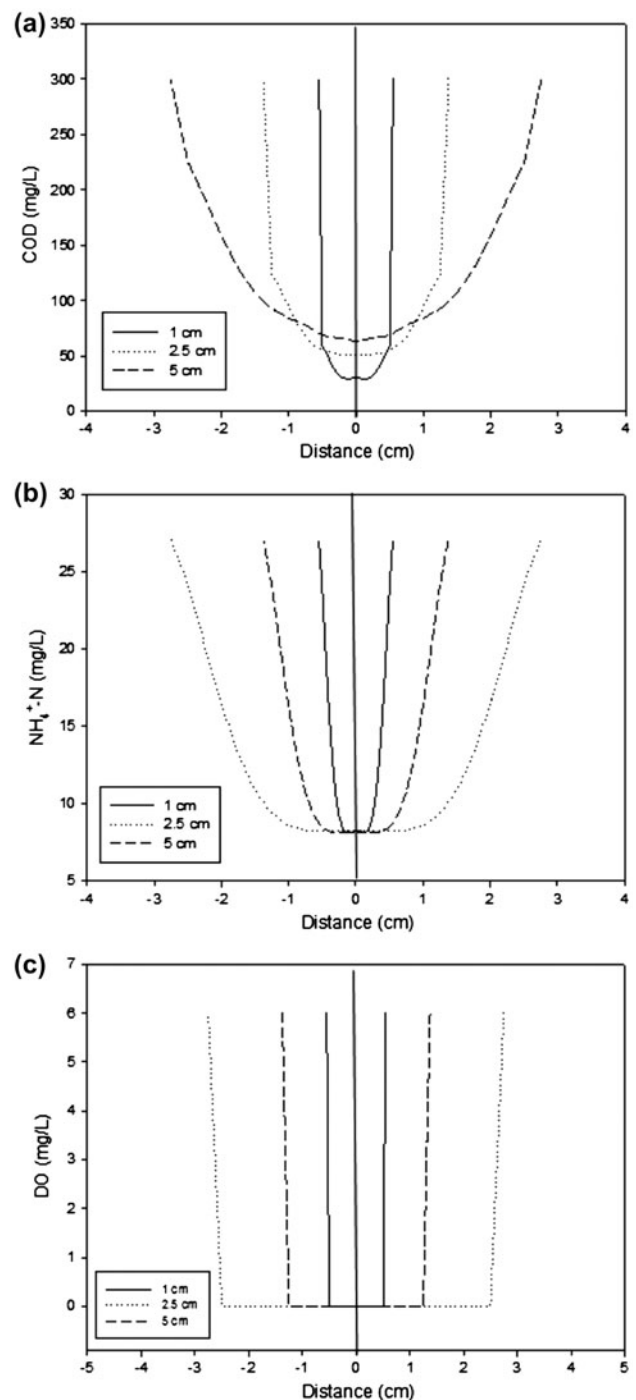 (a)
350
300
250
200
150
100
50
0
COD (mg/L)
1 cm
2.5 cm
5 cm
-4 -3 -2 -1 0 1 2 3 4
Distance (cm)
(b)
30
25
20
15
10
5
NH₄⁺-N (mg/L)
1 cm
2.5 cm
5 cm
-4 -3 -2 -1 0 1 2 3 4
Distance (cm)
(c)
7
6
5
4
3
2
1
0
DO (mg/L)
1 cm
2.5 cm
5 cm
-5 -4 -3 -2 -1 0 1 2 3 4 5
Distance (cm)